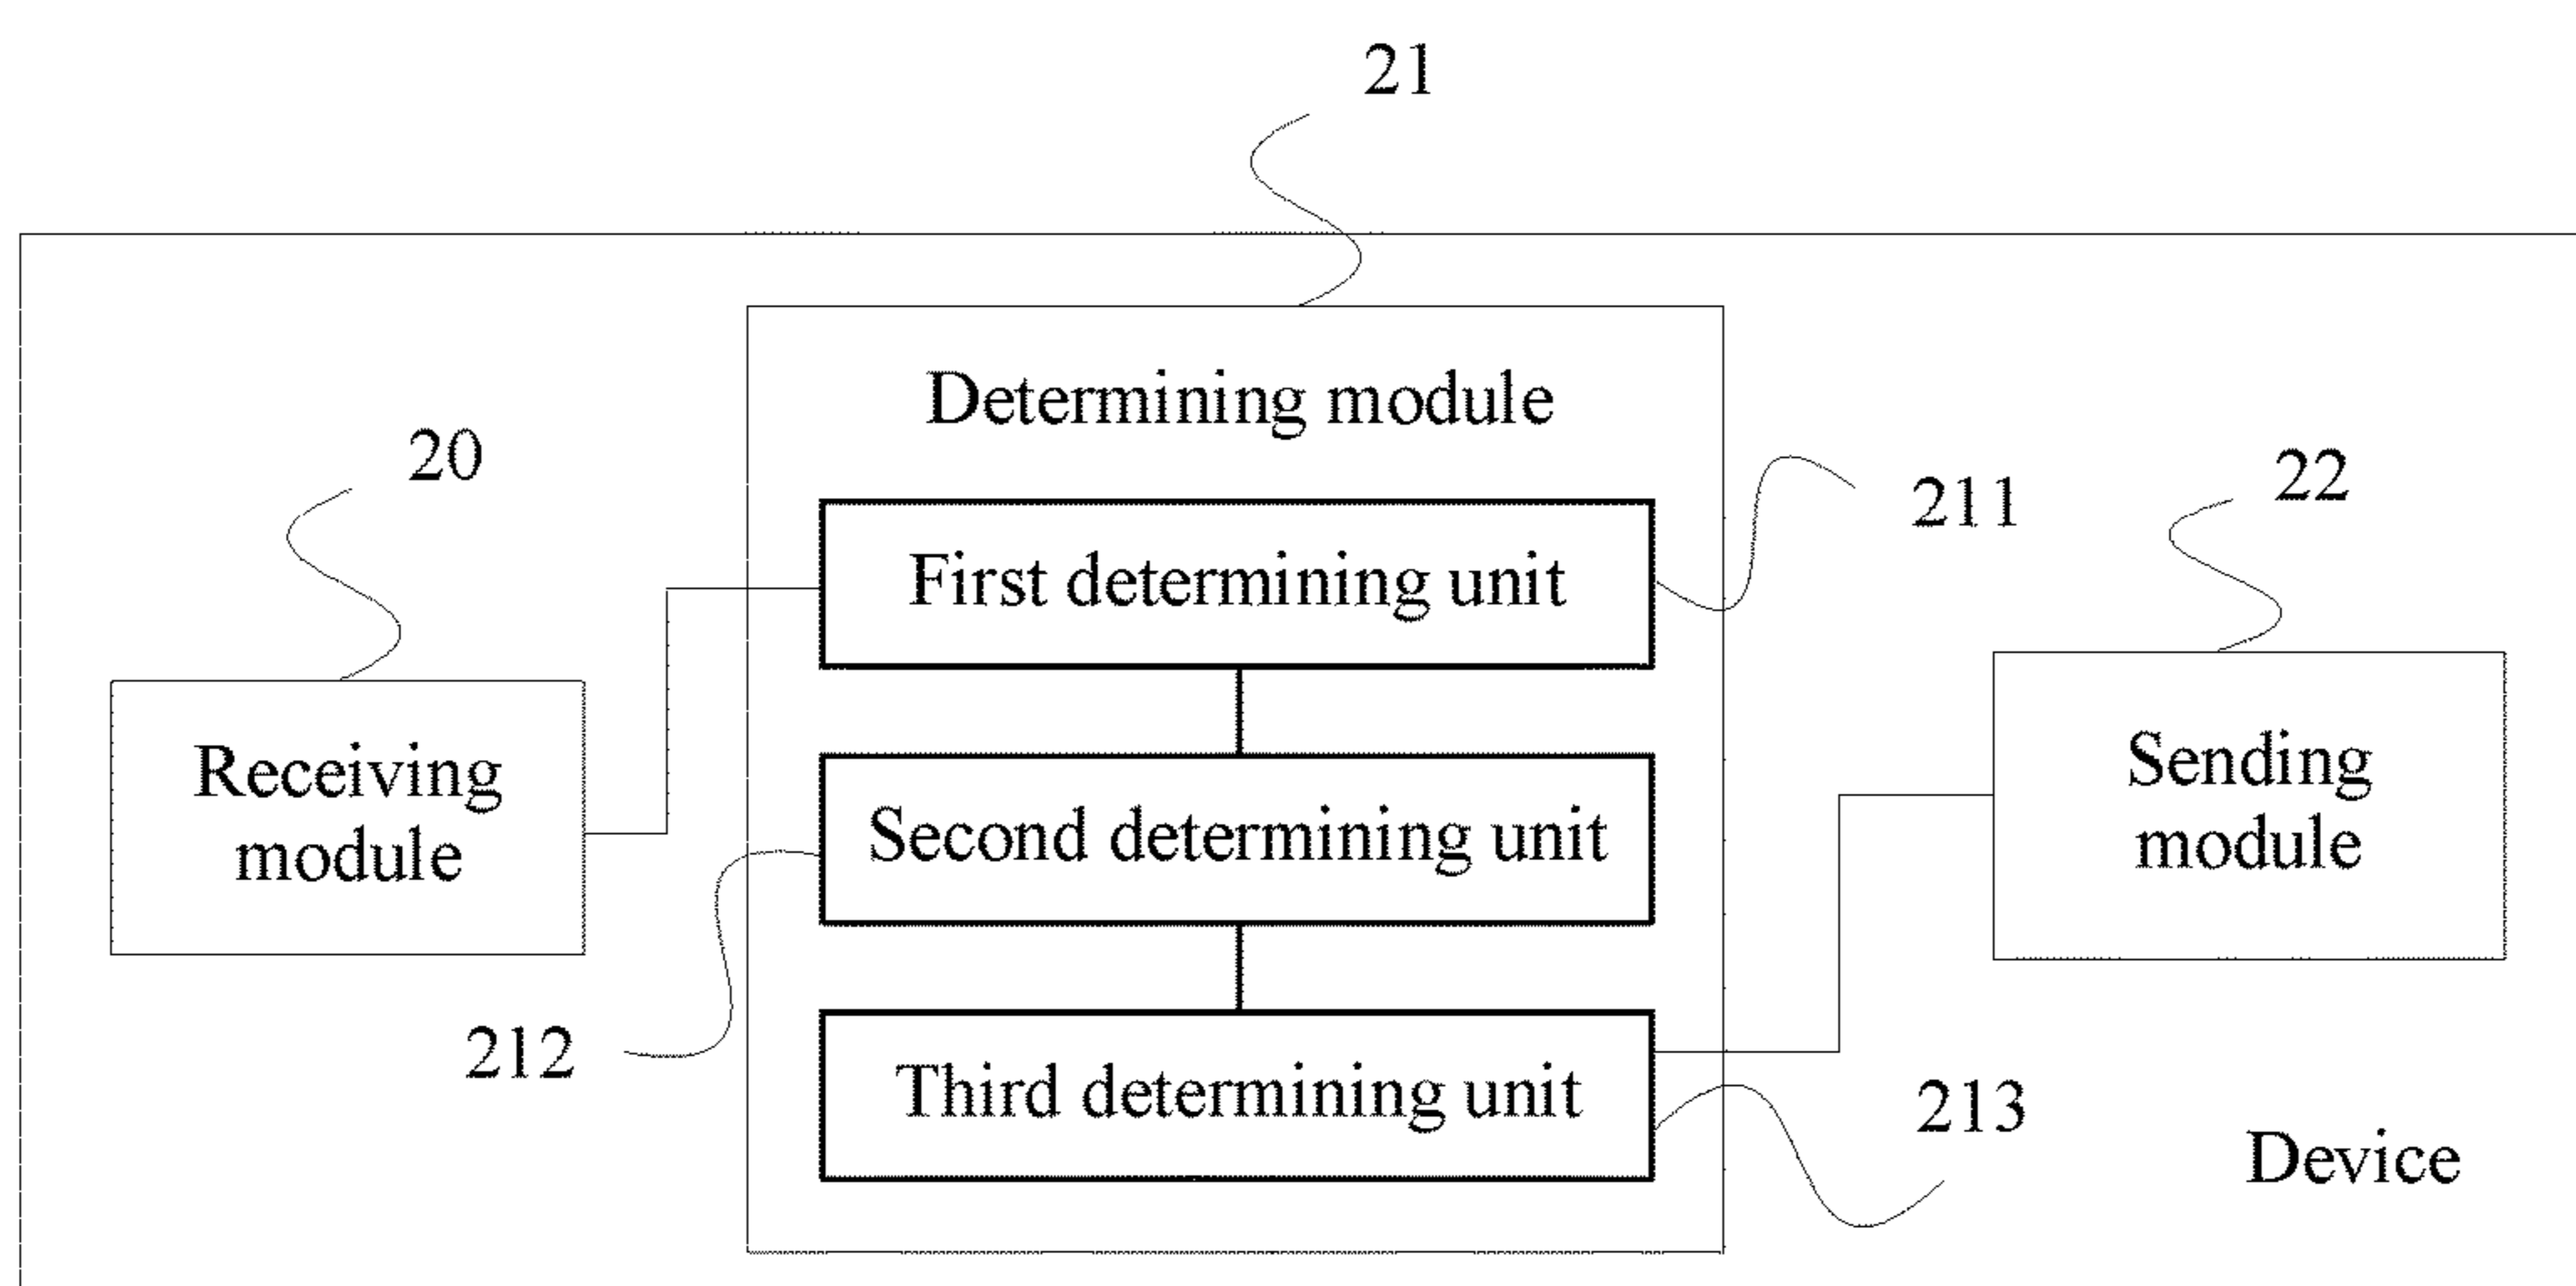 21
Determining module
20
211
22
First determining unit
Receiving
module
Second determining unit
Sending
module
212
Third determining unit
213
Device